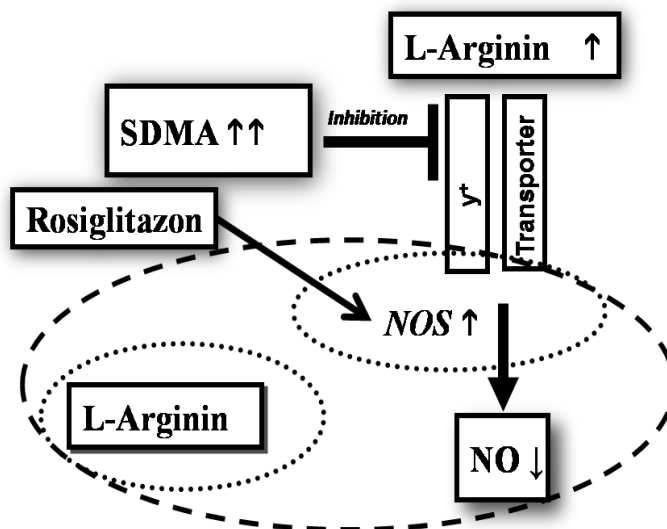 L-Arginin ↑
SDMA ↑↑
Inhibition
y+
Transporter
Rosiglitazon
NOS ↑
L-Arginin
NO ↓